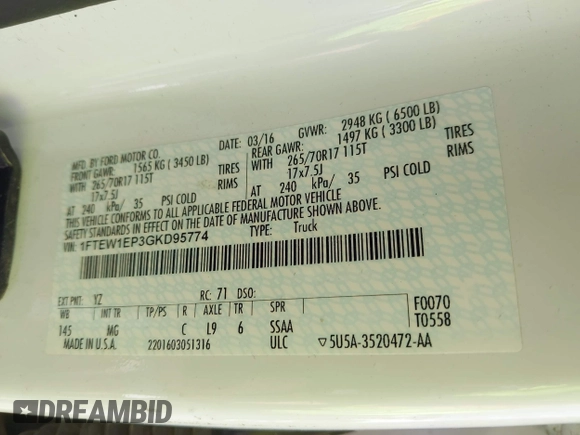 MFD. BY FORD MOTOR CO.
DATE: 03/16
GVWR: 2948 KG ( 6500 LB)
FRONT GAWR: 1565 KG ( 3450 LB)
REAR GAWR: 1497 KG ( 3300 LB)
WITH 265/70R17 115T TIRES
WITH 265/70R17 115T TIRES
17x7.5J RIMS
17x7.5J RIMS
AT 240 kPa/ 35 PSI COLD
AT 240 kPa/ 35 PSI COLD
THIS VEHICLE CONFORMS TO ALL APPLICABLE FEDERAL MOTOR VEHICLE
SAFETY STANDARDS IN EFFECT ON THE DATE OF MANUFACTURE SHOWN ABOVE.
VIN: 1FTEW1EP3GKD95774
TYPE: Truck
EXT PNT: YZ RC: 71 DSO:
WB INT TR TP/PS R AXLE TR SPR
145 MG C L9 6 SSAA
F0070
T0558
MADE IN U.S.A. 2201603051316 ULC ▽5U5A-3520472-AA
DREAMBID